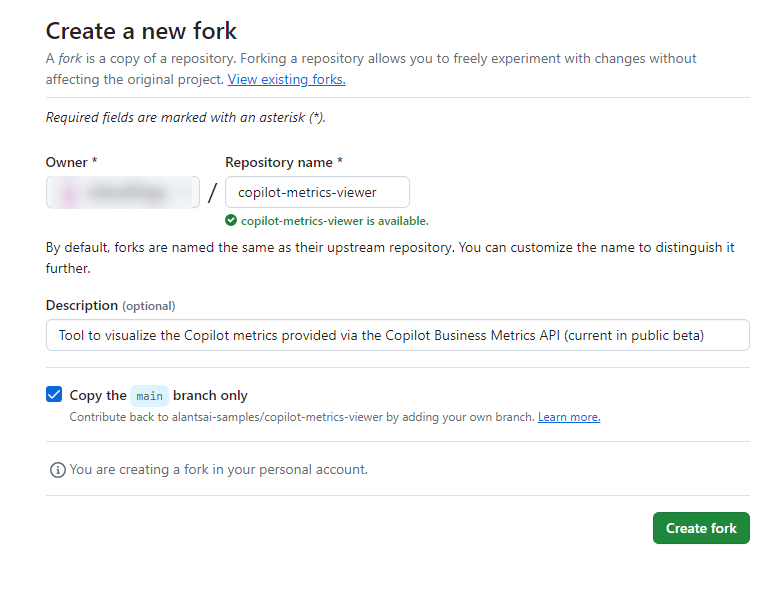 Create a new fork
A fork is a copy of a repository. Forking a repository allows you to freely experiment with changes without
affecting the original project. View existing forks.
Required fields are marked with an asterisk (*).
Owner * Repository name *
/ copilot-metrics-viewer
copilot-metrics-viewer is available.
By default, forks are named the same as their upstream repository. You can customize the name to distinguish it
further.
Description (optional)
Tool to visualize the Copilot metrics provided via the Copilot Business Metrics API (current in public beta)
Copy the main branch only
Contribute back to alantsai-samples/copilot-metrics-viewer by adding your own branch. Learn more.
You are creating a fork in your personal account.
Create fork